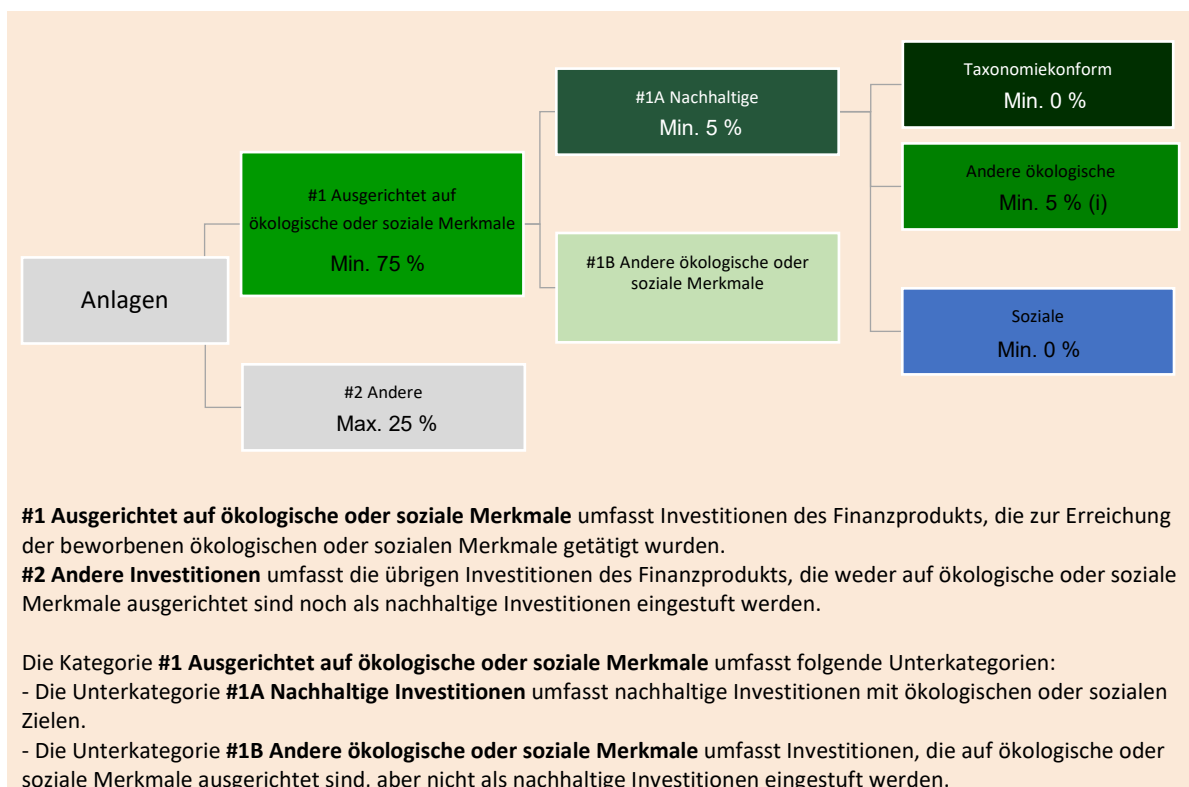 Anlagen
#1 Ausgerichtet auf
ökologische oder soziale Merkmale
Min. 75 %
#2 Andere
Max. 25 %
#1A Nachhaltige
Min. 5 %
#1B Andere ökologische oder
soziale Merkmale
Taxonomiekonform
Min. 0 %
Andere ökologische
Min. 5 % (i)
Soziale
Min. 0 %
#1 Ausgerichtet auf ökologische oder soziale Merkmale umfasst Investitionen des Finanzprodukts, die zur Erreichung
der beworbenen ökologischen oder sozialen Merkmale getätigt wurden.
#2 Andere Investitionen umfasst die übrigen Investitionen des Finanzprodukts, die weder auf ökologische oder soziale
Merkmale ausgerichtet sind noch als nachhaltige Investitionen eingestuft werden.
Die Kategorie #1 Ausgerichtet auf ökologische oder soziale Merkmale umfasst folgende Unterkategorien:
- Die Unterkategorie #1A Nachhaltige Investitionen umfasst nachhaltige Investitionen mit ökologischen oder sozialen
Zielen.
- Die Unterkategorie #1B Andere ökologische oder soziale Merkmale umfasst Investitionen, die auf ökologische oder
soziale Merkmale ausgerichtet sind, aber nicht als nachhaltige Investitionen eingestuft werden.